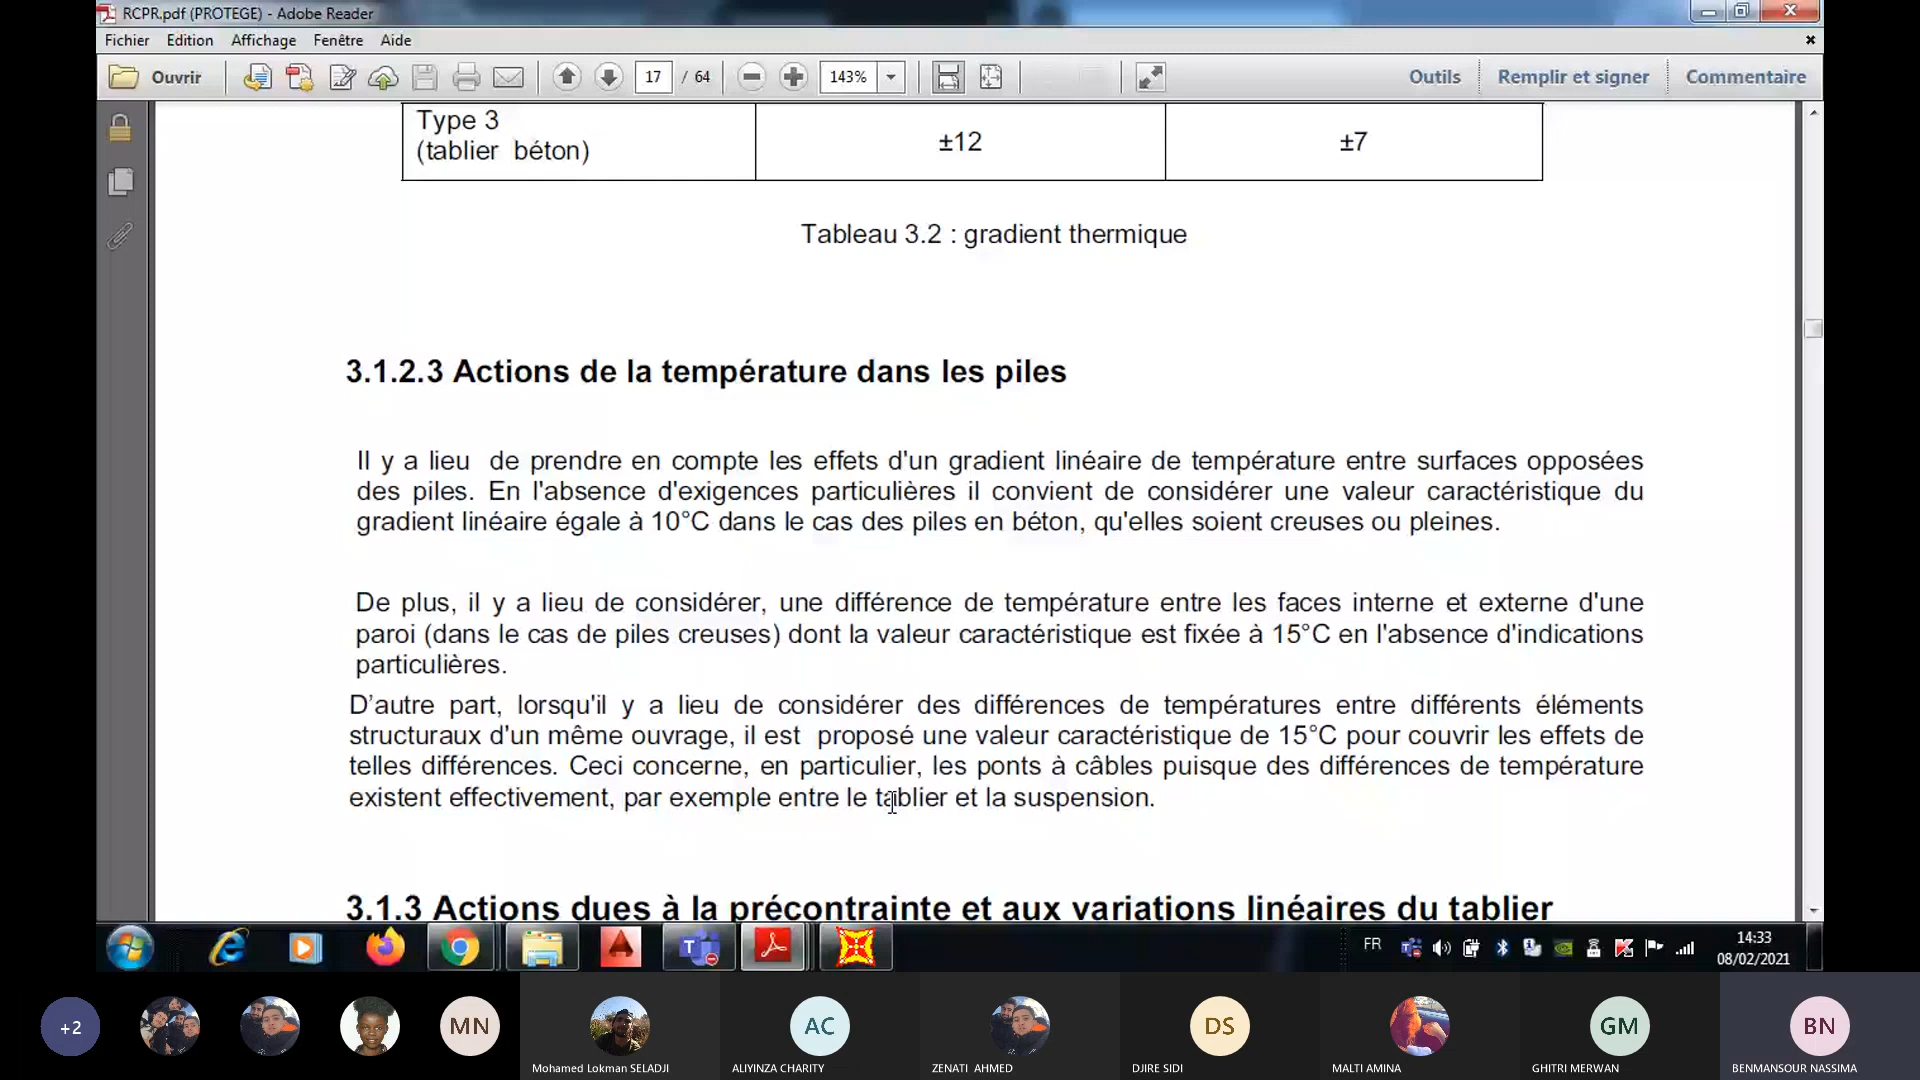 RCPR.pdf (PROTEGE) - Adobe Reader
Fichier Edition Affichage Fenêtre Aide
Ouvrir 17 / 64 143% Outils Remplir et signer Commentaire
Type 3
(tablier béton) ±12 ±7
Tableau 3.2 : gradient thermique
3.1.2.3 Actions de la température dans les piles
Il y a lieu de prendre en compte les effets d'un gradient linéaire de température entre surfaces opposées
des piles. En l'absence d'exigences particulières il convient de considérer une valeur caractéristique du
gradient linéaire égale à 10°C dans le cas des piles en béton, qu'elles soient creuses ou pleines.
De plus, il y a lieu de considérer, une différence de température entre les faces interne et externe d'une
paroi (dans le cas de piles creuses) dont la valeur caractéristique est fixée à 15°C en l'absence d'indications
particulières.
D’autre part, lorsqu'il y a lieu de considérer des différences de températures entre différents éléments
structuraux d'un même ouvrage, il est proposé une valeur caractéristique de 15°C pour couvrir les effets de
telles différences. Ceci concerne, en particulier, les ponts à câbles puisque des différences de température
existent effectivement, par exemple entre le tablier et la suspension.
3.1.3 Actions dues à la précontrainte et aux variations linéaires du tablier
FR 14:33
08/02/2021
+2 MN AC DS GM BN
Mohamed Lokman SELADJI ALIYINZA CHARITY ZENATI AHMED DJIRE SIDI MALTI AMINA GHITRI MERWAN BENMANSOUR NASSIMA